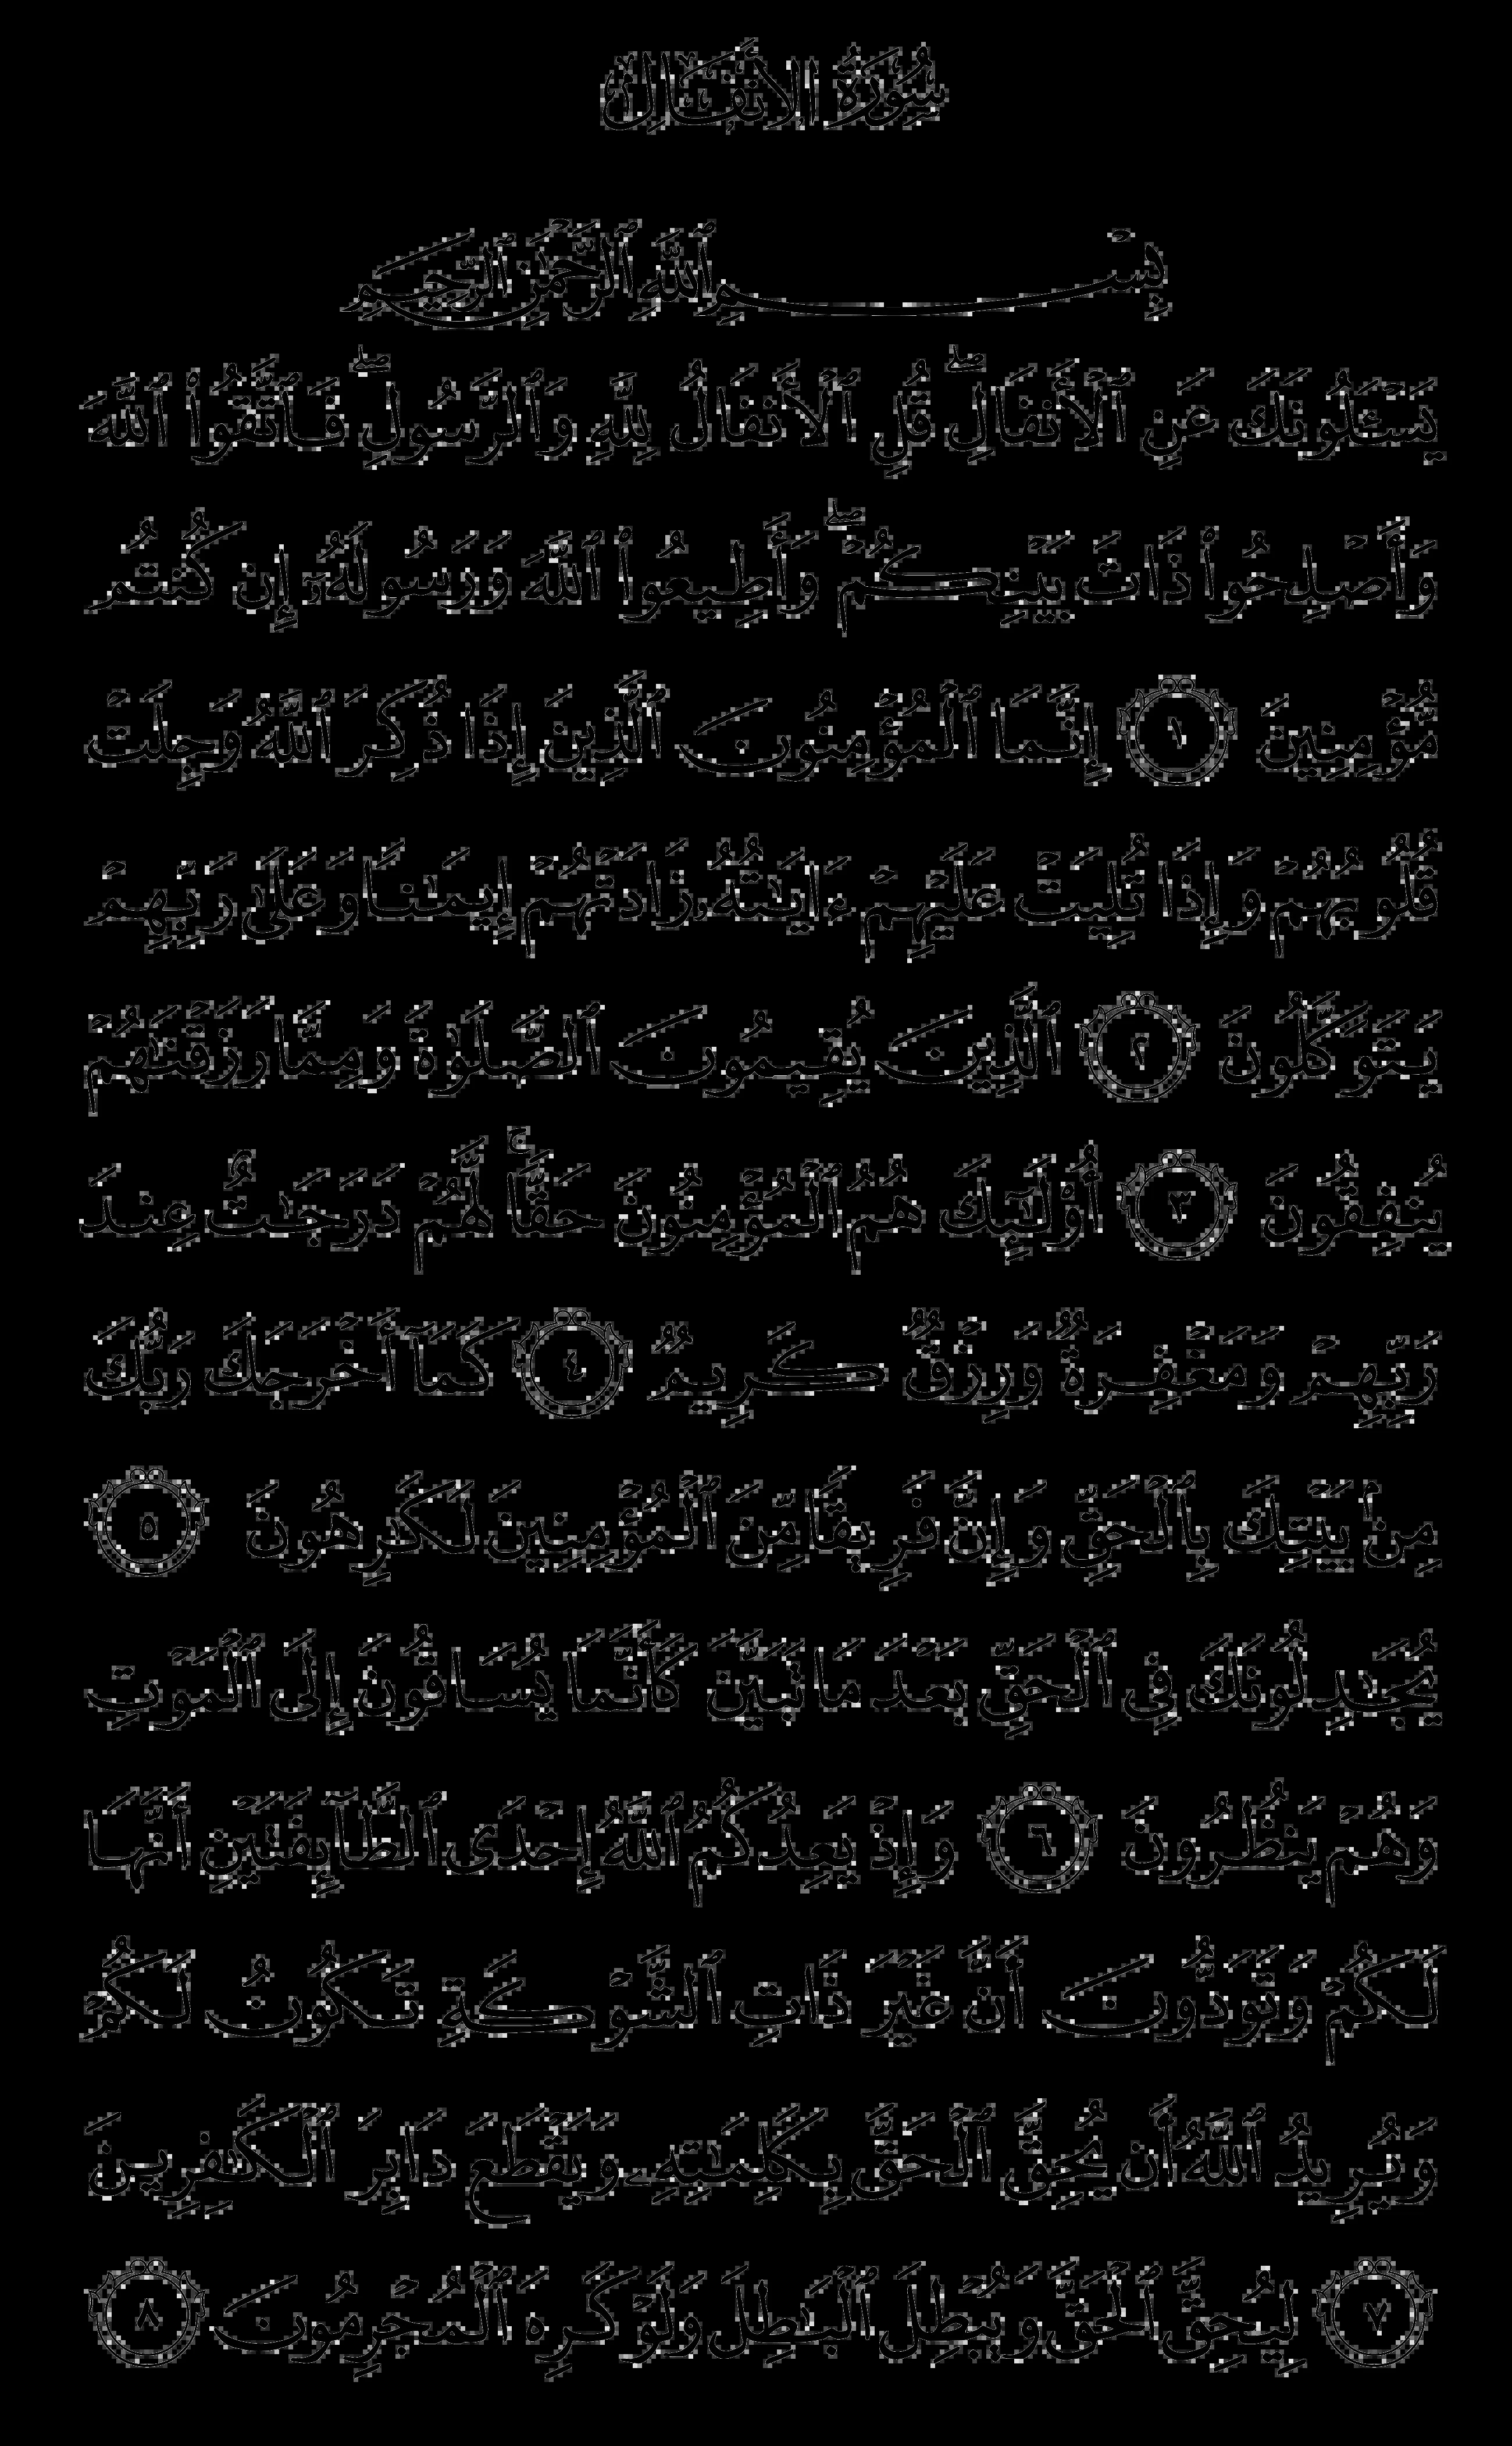 سُورَةُ الأَنفَالِ
بِسْمِ ٱللَّهِ ٱلرَّحْمَٰنِ ٱلرَّحِيمِ
يَسْـَٔلُونَكَ عَنِ ٱلْأَنفَالِ ۖ قُلِ ٱلْأَنفَالُ لِلَّهِ وَٱلرَّسُولِ ۖ فَٱتَّقُوا۟ ٱللَّهَ
وَأَصْلِحُوا۟ ذَاتَ بَيْنِكُمْ ۖ وَأَطِيعُوا۟ ٱللَّهَ وَرَسُولَهُۥٓ إِن كُنتُم
مُّؤْمِنِينَ ١ إِنَّمَا ٱلْمُؤْمِنُونَ ٱلَّذِينَ إِذَا ذُكِرَ ٱللَّهُ وَجِلَتْ
قُلُوبُهُمْ وَإِذَا تُلِيَتْ عَلَيْهِمْ ءَايَٰتُهُۥ زَادَتْهُمْ إِيمَٰنًا وَعَلَىٰ رَبِّهِمْ
يَتَوَكَّلُونَ ٢ ٱلَّذِينَ يُقِيمُونَ ٱلصَّلَوٰةَ وَمِمَّا رَزَقْنَٰهُمْ
يُنفِقُونَ ٣ أُو۟لَٰٓئِكَ هُمُ ٱلْمُؤْمِنُونَ حَقًّا ۚ لَّهُمْ دَرَجَٰتٌ عِندَ
رَبِّهِمْ وَمَغْفِرَةٌ وَرِزْقٌ كَرِيمٌ ٤ كَمَآ أَخْرَجَكَ رَبُّكَ
مِنۢ بَيْتِكَ بِٱلْحَقِّ وَإِنَّ فَرِيقًا مِّنَ ٱلْمُؤْمِنِينَ لَكَٰرِهُونَ ٥
يُجَٰدِلُونَكَ فِى ٱلْحَقِّ بَعْدَ مَا تَبَيَّنَ كَأَنَّمَا يُسَاقُونَ إِلَى ٱلْمَوْتِ
وَهُمْ يَنظُرُونَ ٦ وَإِذْ يَعِدُكُمُ ٱللَّهُ إِحْدَى ٱلطَّآئِفَتَيْنِ أَنَّهَا
لَكُمْ وَتَوَدُّونَ أَنَّ غَيْرَ ذَاتِ ٱلشَّوْكَةِ تَكُونُ لَكُمْ
وَيُرِيدُ ٱللَّهُ أَن يُحِقَّ ٱلْحَقَّ بِكَلِمَٰتِهِۦ وَيَقْطَعَ دَابِرَ ٱلْكَٰفِرِينَ
٧ لِيُحِقَّ ٱلْحَقَّ وَيُبْطِلَ ٱلْبَٰطِلَ وَلَوْ كَرِهَ ٱلْمُجْرِمُونَ ٨